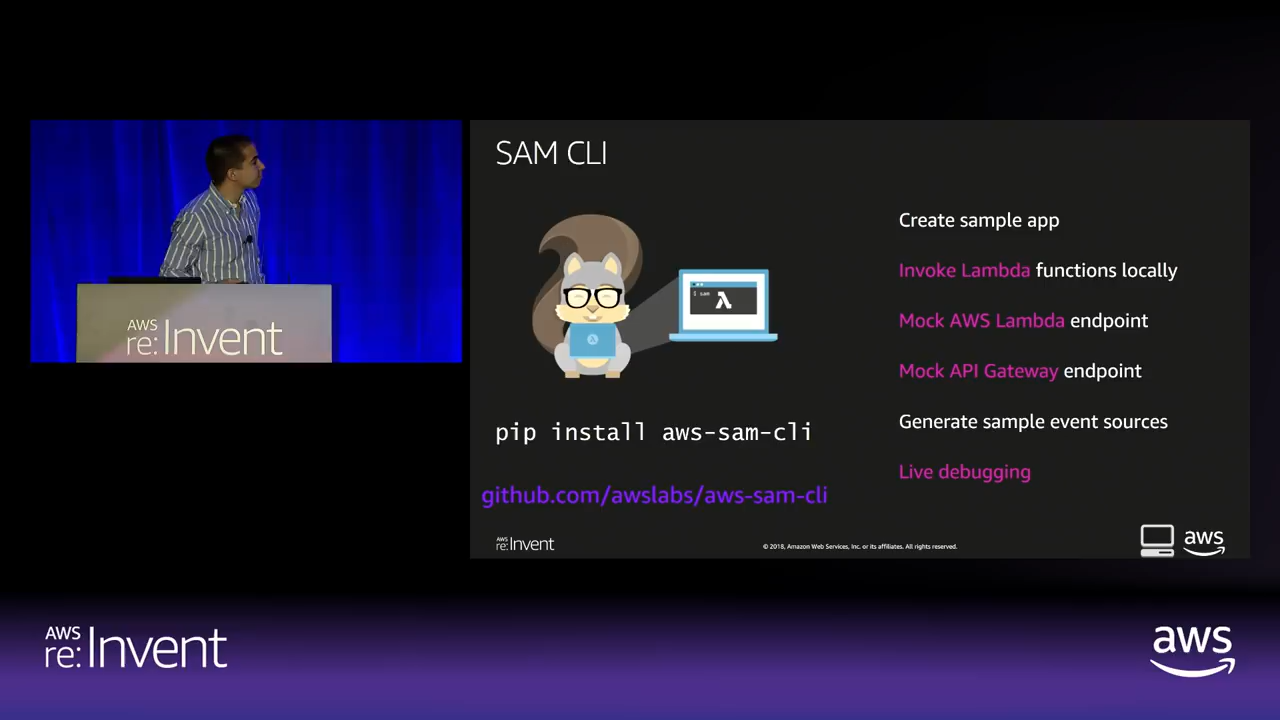 AWS
re:Invent
SAM CLI
sam
λ
pip install aws-sam-cli
github.com/awslabs/aws-sam-cli
Create sample app
Invoke Lambda functions locally
Mock AWS Lambda endpoint
Mock API Gateway endpoint
Generate sample event sources
Live debugging
AWS
re:Invent
© 2018, Amazon Web Services, Inc. or its affiliates. All rights reserved.
aws
AWS
re:Invent
aws